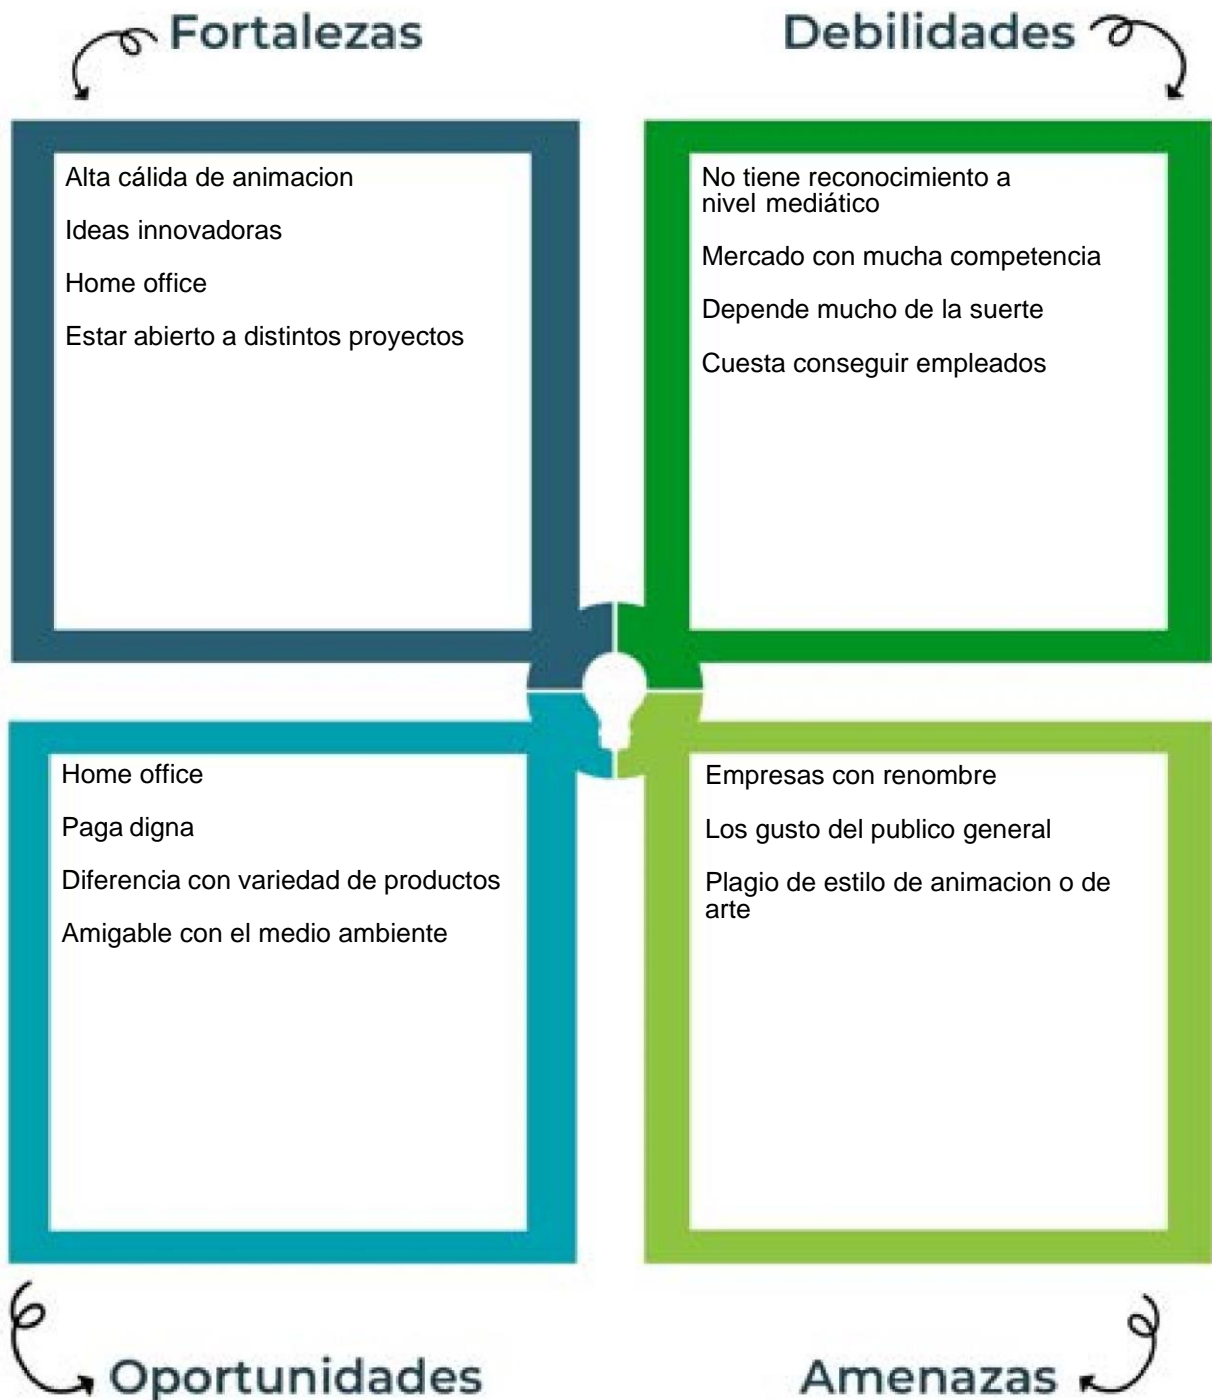 Fortalezas
Alta cálida de animacion
Ideas innovadoras
Home office
Estar abierto a distintos proyectos
Debilidades
No tiene reconocimiento a
nivel mediático
Mercado con mucha competencia
Depende mucho de la suerte
Cuesta conseguir empleados
Home office
Paga digna
Diferencia con variedad de productos
Amigable con el medio ambiente
Oportunidades
Empresas con renombre
Los gusto del publico general
Plagio de estilo de animacion o de
arte
Amenazas